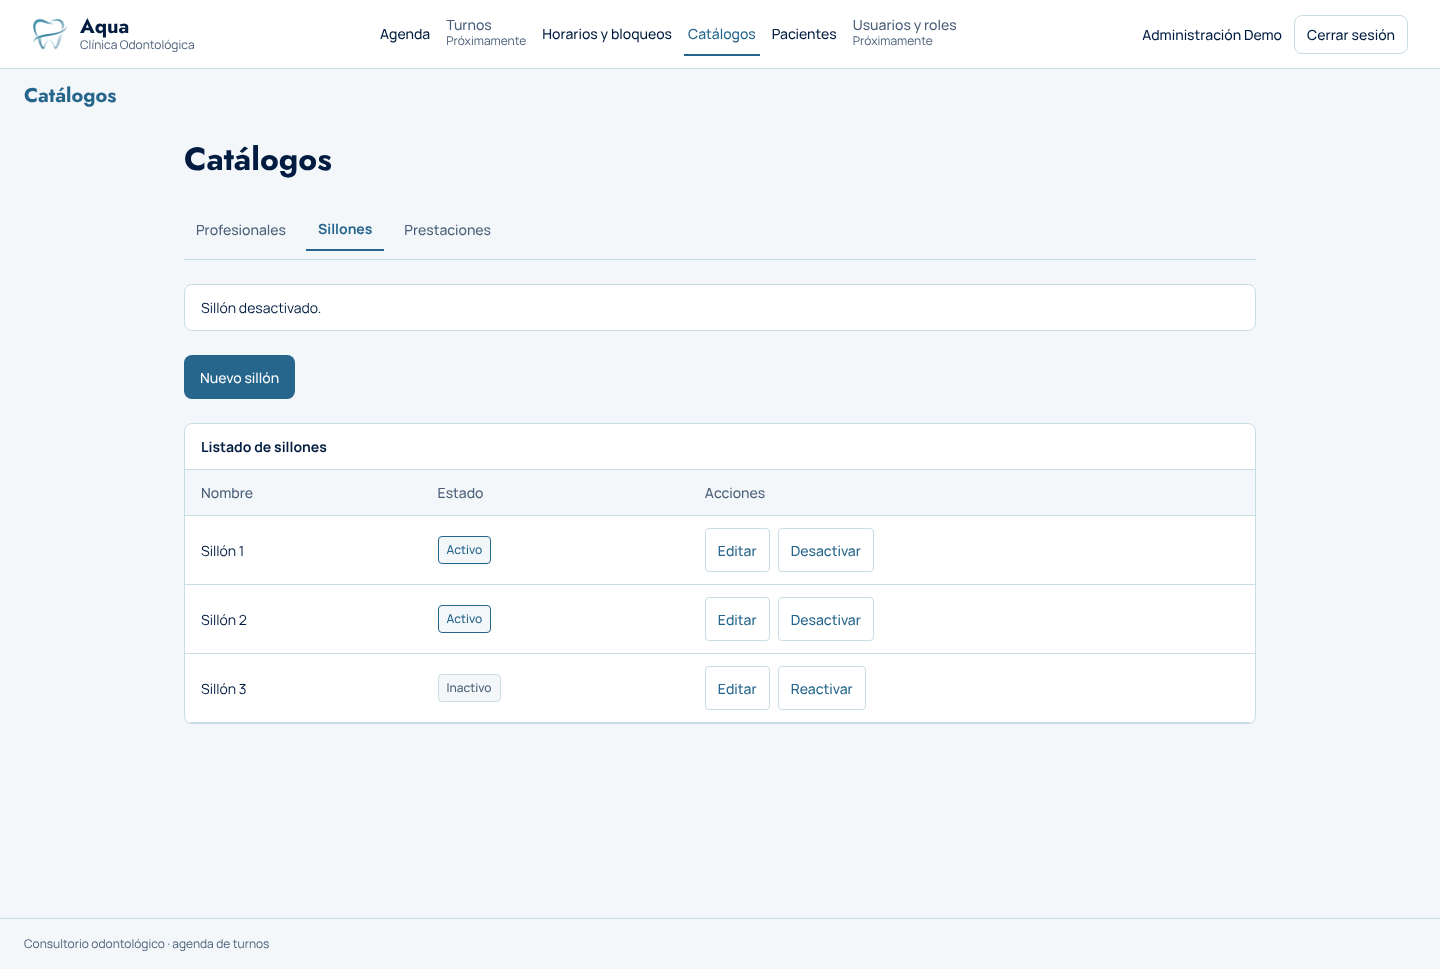 Aqua
Clínica Odontológica
Agenda
Turnos
Próximamente
Horarios y bloqueos
Catálogos
Pacientes
Usuarios y roles
Próximamente
Administración Demo
Cerrar sesión
Catálogos
Catálogos
Profesionales
Sillones
Prestaciones
Sillón desactivado.
Nuevo sillón
Listado de sillones
Nombre
Estado
Acciones
Sillón 1
Activo
Editar
Desactivar
Sillón 2
Activo
Editar
Desactivar
Sillón 3
Inactivo
Editar
Reactivar
Consultorio odontológico · agenda de turnos